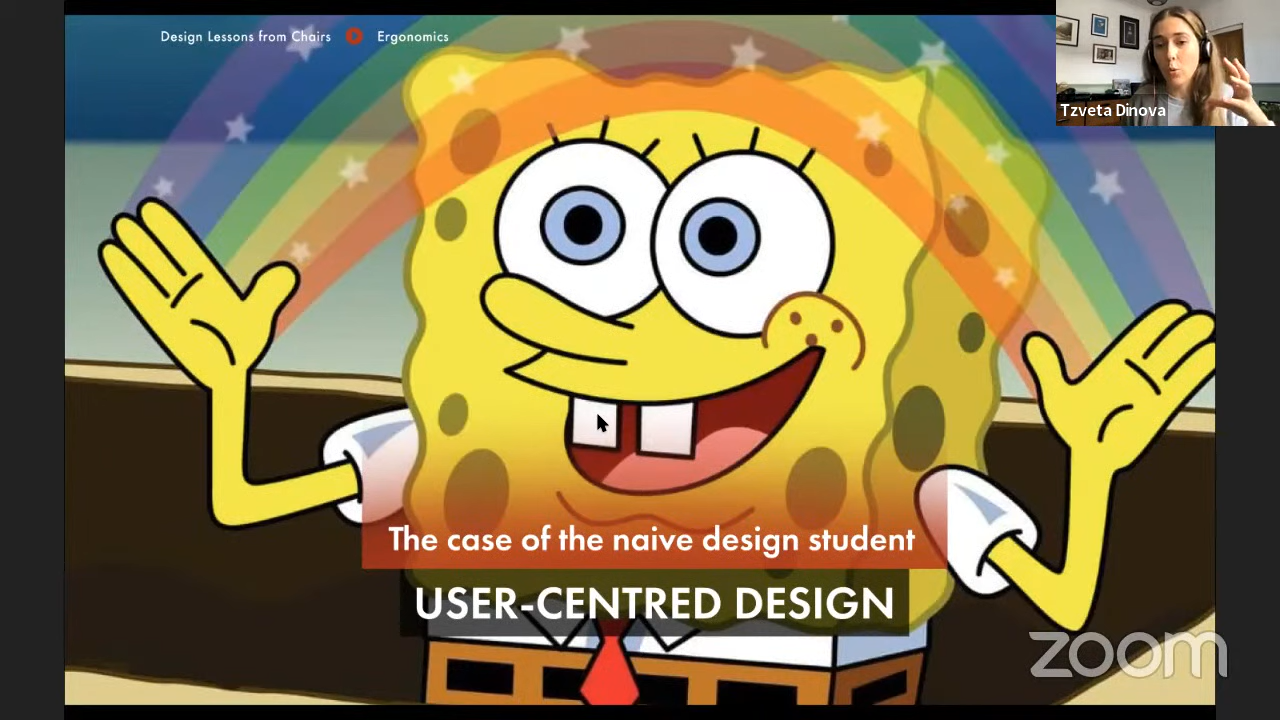 Design Lessons from Chairs Ergonomics
Tzveta Dinova
The case of the naive design student
USER-CENTRED DESIGN
zoom